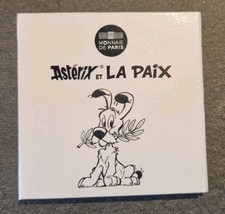 MONNAIE
DE PARIS
Astérix® ET LA PAIX